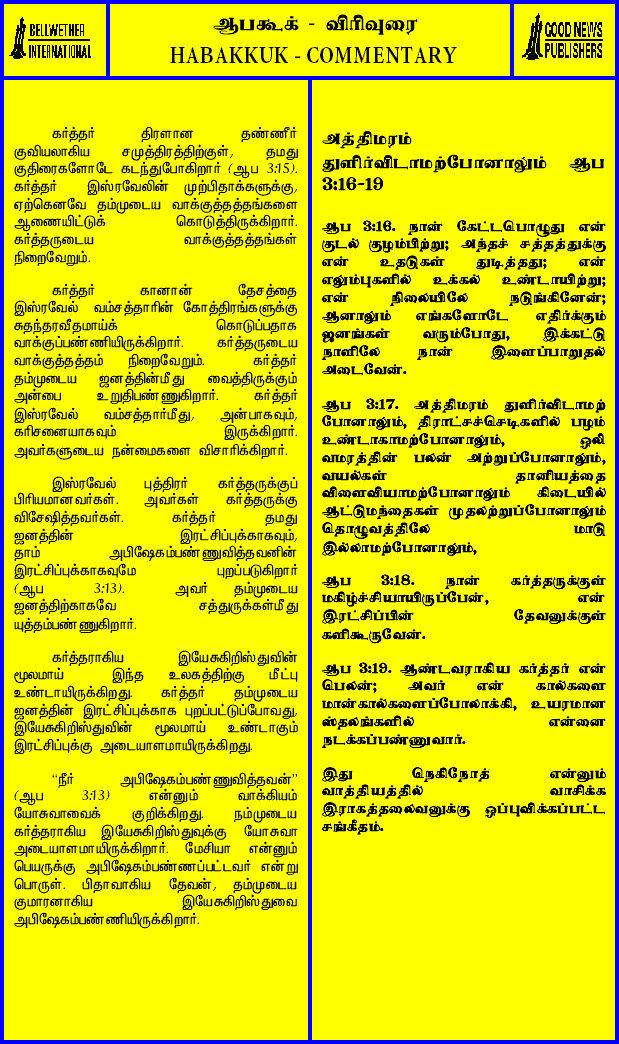 BELLWETHER
INTERNATIONAL
ஆபகூக் - விரிவுரை
HABAKKUK - COMMENTARY
GOOD NEWS
PUBLISHERS
கர்த்தர் திரளான தண்ணீர்
குவியலாகிய சமுத்திரத்திற்குள், தமது
குதிரைகளோடே கடந்துபோகிறார் (ஆப 3:15).
கர்த்தர் இஸ்ரவேலின் முற்பிதாக்களுக்கு,
ஏற்கெனவே தம்முடைய வாக்குத்தத்தங்களை
ஆணையிட்டுக் கொடுத்திருக்கிறார்.
கர்த்தருடைய வாக்குத்தத்தங்கள்
நிறைவேறும்.
கர்த்தர் கானான் தேசத்தை
இஸ்ரவேல் வம்சத்தாரின் கோத்திரங்களுக்கு
சுதந்தரவீதமாய்க் கொடுப்பதாக
வாக்குப்பண்ணியிருக்கிறார். கர்த்தருடைய
வாக்குத்தத்தம் நிறைவேறும். கர்த்தர்
தம்முடைய ஜனத்தின்மீது வைத்திருக்கும்
அன்பை உறுதிபண்ணுகிறார். கர்த்தர்
இஸ்ரவேல் வம்சத்தார்மீது, அன்பாகவும்,
கரிசனையாகவும் இருக்கிறார்.
அவர்களுடைய நன்மைகளை விசாரிக்கிறார்.
இஸ்ரவேல் புத்திரர் கர்த்தருக்குப்
பிரியமானவர்கள். அவர்கள் கர்த்தருக்கு
விசேஷித்தவர்கள். கர்த்தர் தமது
ஜனத்தின் இரட்சிப்புக்காகவும்,
தாம் அபிஷேகம்பண்ணுவித்தவனின்
இரட்சிப்புக்காகவுமே புறப்படுகிறார்
(ஆப 3:13). அவர் தம்முடைய
ஜனத்திற்காகவே சத்துருக்கள்மீது
யுத்தம்பண்ணுகிறார்.
கர்த்தராகிய இயேசுகிறிஸ்துவின்
மூலமாய் இந்த உலகத்திற்கு மீட்பு
உண்டாயிருக்கிறது. கர்த்தர் தம்முடைய
ஜனத்தின் இரட்சிப்புக்காக புறப்பட்டுப்போவது,
இயேசுகிறிஸ்துவின் மூலமாய் உண்டாகும்
இரட்சிப்புக்கு அடையாளமாயிருக்கிறது.
“நீர் அபிஷேகம்பண்ணுவித்தவன்”
(ஆப 3:13) என்னும் வாக்கியம்
யோசுவாவைக் குறிக்கிறது. நம்முடைய
கர்த்தராகிய இயேசுகிறிஸ்துவுக்கு யோசுவா
அடையாளமாயிருக்கிறார். மேசியா என்னும்
பெயருக்கு அபிஷேகம்பண்ணப்பட்டவர் என்று
பொருள். பிதாவாகிய தேவன், தம்முடைய
குமாரனாகிய இயேசுகிறிஸ்துவை
அபிஷேகம்பண்ணியிருக்கிறார்.
அத்திமரம்
துளிர்விடாமற்போனாலும் ஆப
3:16-19
ஆப 3:16. நான் கேட்டபொழுது என்
குடல் குழம்பிற்று; அந்தச் சத்தத்துக்கு
என் உதடுகள் துடித்தது; என்
எலும்புகளில் உக்கல் உண்டாயிற்று;
என் நிலையிலே நடுங்கினேன்;
ஆனாலும் எங்களோடே எதிர்க்கும்
ஜனங்கள் வரும்போது, இக்கட்டு
நாளிலே நான் இளைப்பாறுதல்
அடைவேன்.
ஆப 3:17. அத்திமரம் துளிர்விடாமற்
போனாலும், திராட்சச்செடிகளில் பழம்
உண்டாகாமற்போனாலும், ஒலி
வமரத்தின் பலன் அற்றுப்போனாலும்,
வயல்கள் தானியத்தை
விளைவியாமற்போனாலும் கிடையில்
ஆட்டுமந்தைகள் முதலற்றுப்போனாலும்
தொழுவத்திலே மாடு
இல்லாமற்போனாலும்,
ஆப 3:18. நான் கர்த்தருக்குள்
மகிழ்ச்சியாயிருப்பேன், என்
இரட்சிப்பின் தேவனுக்குள்
களிகூருவேன்.
ஆப 3:19. ஆண்டவராகிய கர்த்தர் என்
பெலன்; அவர் என் கால்களை
மான்கால்களைப்போலாக்கி, உயரமான
ஸ்தலங்களில் என்னை
நடக்கப்பண்ணுவார்.
இது நெகிநோத் என்னும்
வாத்தியத்தில் வாசிக்க
இராகத்தலைவனுக்கு ஒப்புவிக்கப்பட்ட
சங்கீதம்.